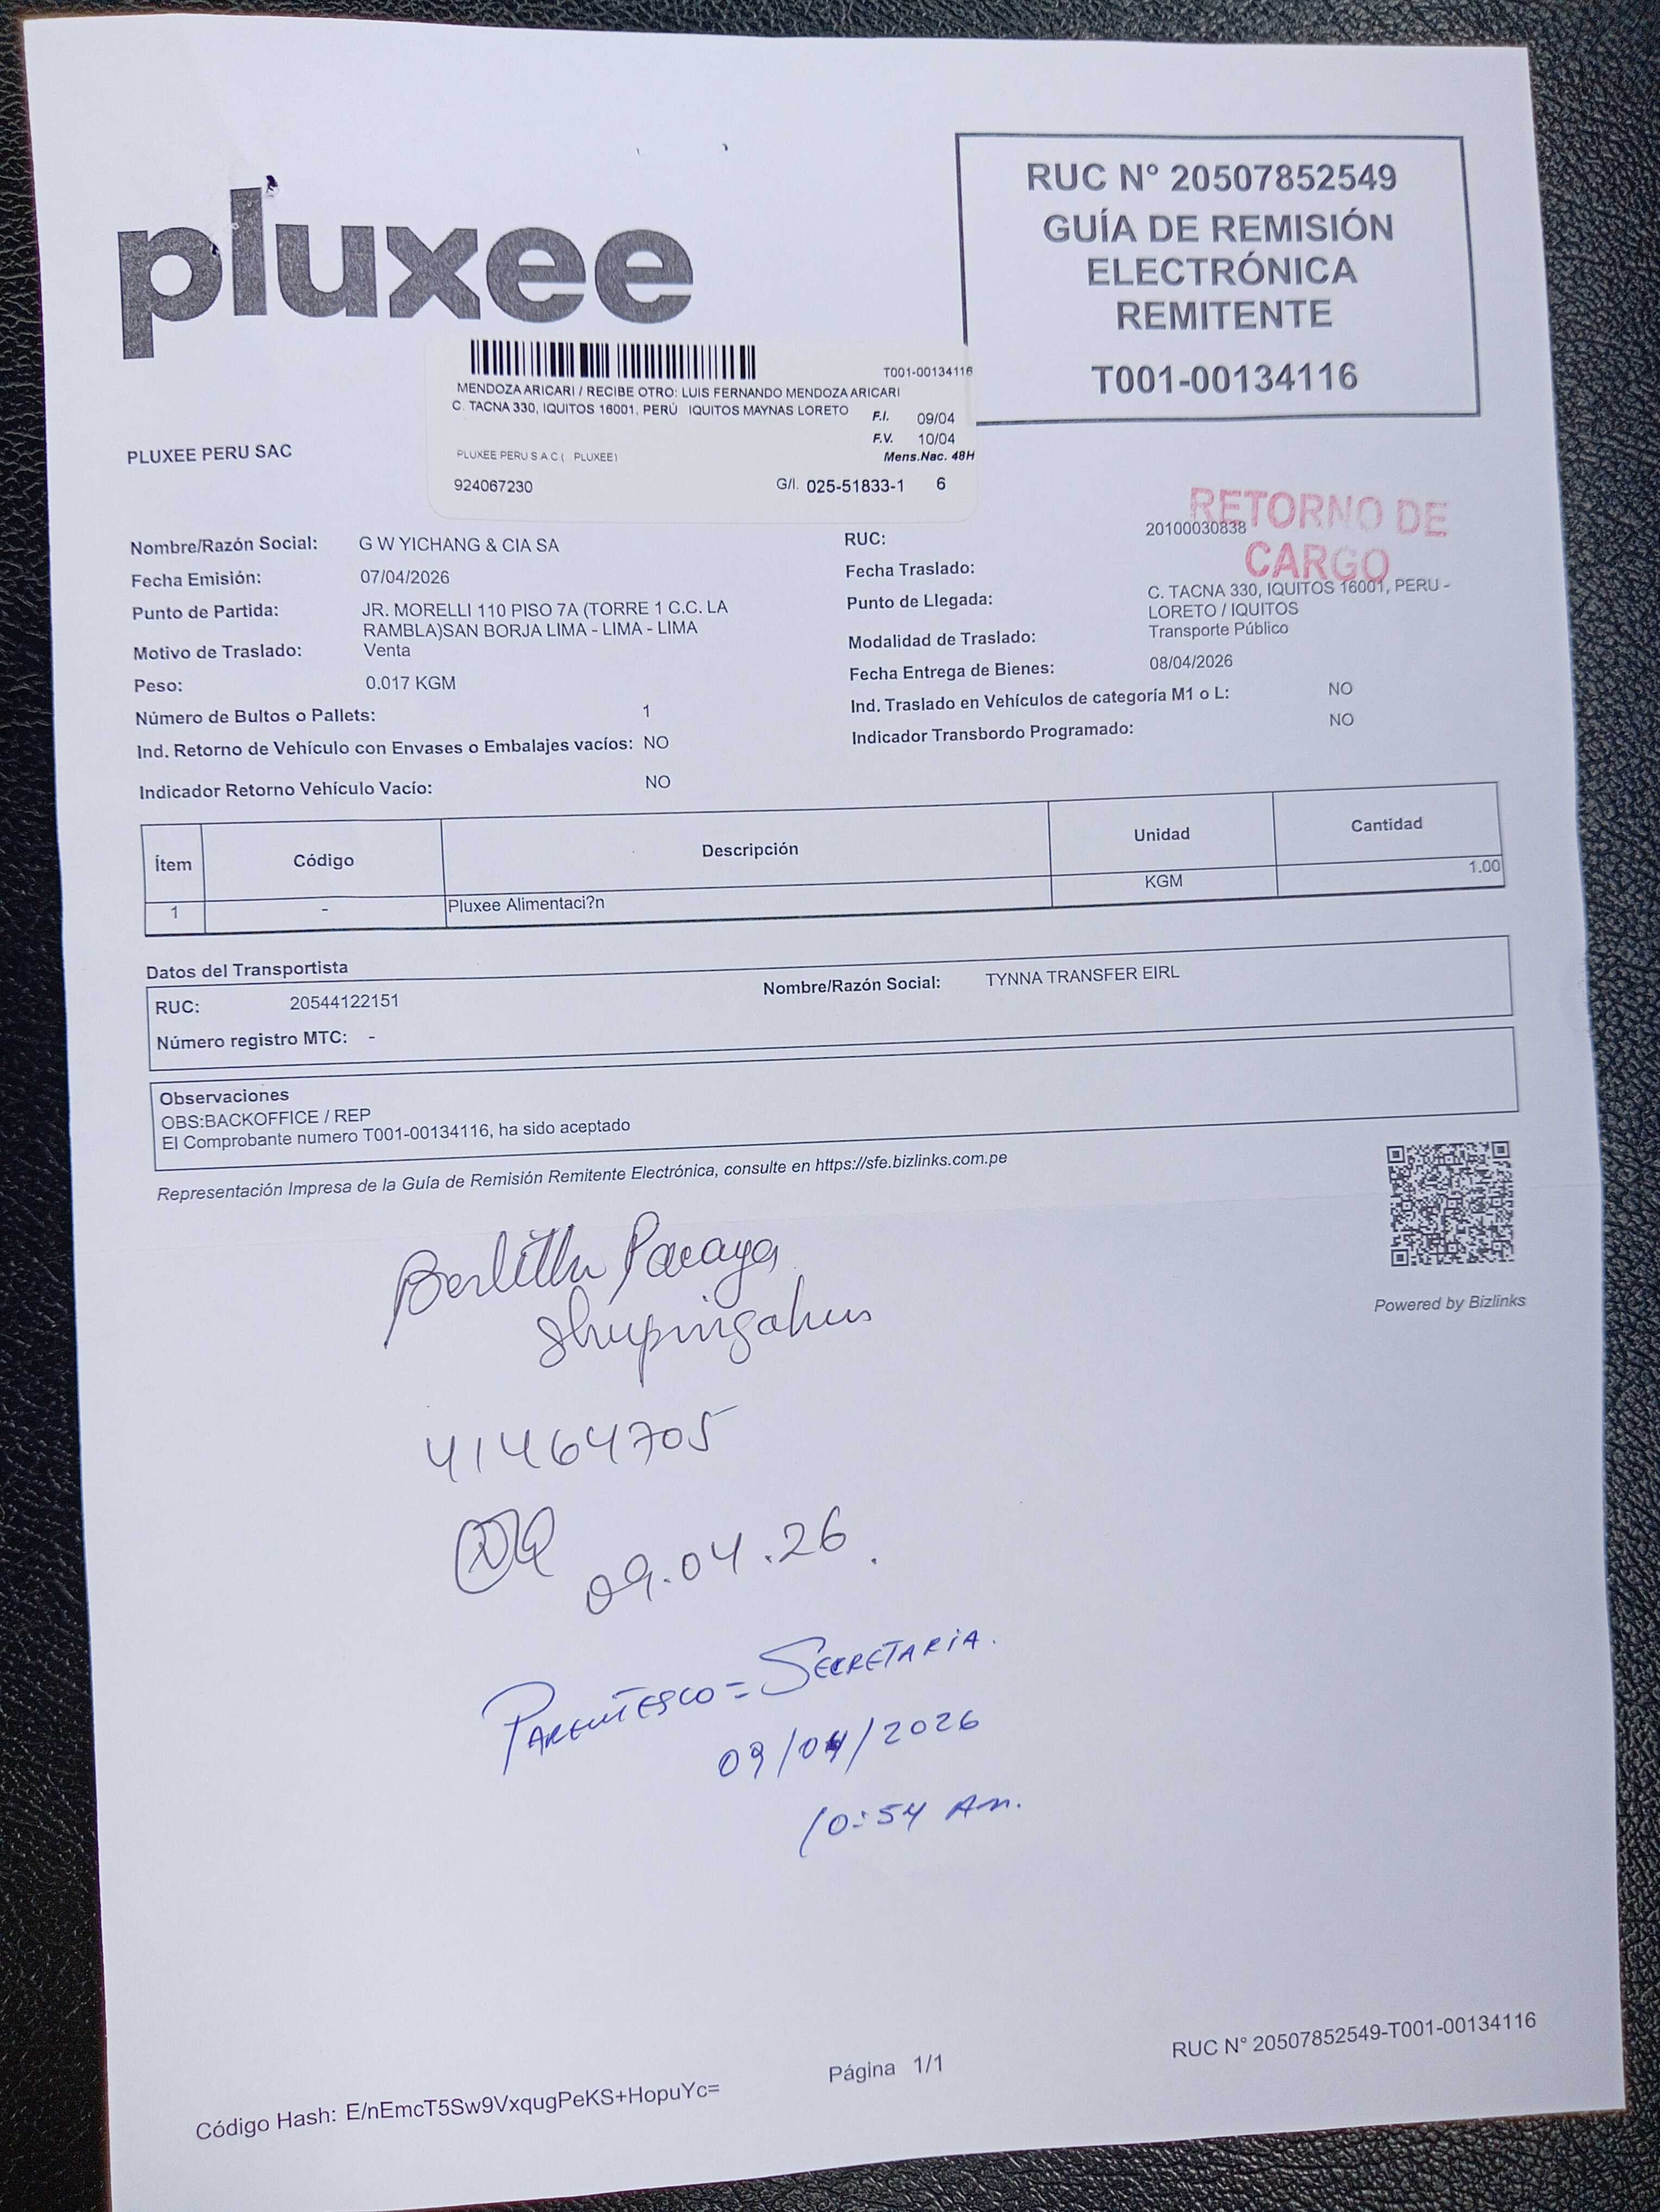 pluxee
RUC N° 20507852549
GUÍA DE REMISIÓN
ELECTRÓNICA
REMITENTE
T001-00134116
T001-00134116
MENDOZA ARICARI / RECIBE OTRO: LUIS FERNANDO MENDOZA ARICARI
C. TACNA 330, IQUITOS 16001, PERÚ IQUITOS MAYNAS LORETO
F.I. 09/04
F.V. 10/04
PLUXEE PERU S A C ( . PLUXEE)
Mens.Nac. 48H
924067230
G/I. 025-51833-1 6
PLUXEE PERU SAC
RETORNO DE
CARGO
Nombre/Razón Social: G W YICHANG & CIA SA
RUC: 20100030838
Fecha Emisión: 07/04/2026
Fecha Traslado:
Punto de Partida: JR. MORELLI 110 PISO 7A (TORRE 1 C.C. LA
RAMBLA)SAN BORJA LIMA - LIMA - LIMA
Punto de Llegada: C. TACNA 330, IQUITOS 16001, PERU -
LORETO / IQUITOS
Motivo de Traslado: Venta
Modalidad de Traslado: Transporte Público
Peso: 0.017 KGM
Fecha Entrega de Bienes: 08/04/2026
Número de Bultos o Pallets: 1
Ind. Traslado en Vehículos de categoría M1 o L: NO
Ind. Retorno de Vehículo con Envases o Embalajes vacíos: NO
Indicador Transbordo Programado: NO
Indicador Retorno Vehículo Vacío: NO
Ítem Código Descripción Unidad Cantidad
1 - Pluxee Alimentaci?n KGM 1.00
Datos del Transportista
RUC: 20544122151 Nombre/Razón Social: TYNNA TRANSFER EIRL
Número registro MTC: -
Observaciones
OBS:BACKOFFICE / REP
El Comprobante numero T001-00134116, ha sido aceptado
Representación Impresa de la Guía de Remisión Remitente Electrónica, consulte en https://sfe.bizlinks.com.pe
Powered by Bizlinks
Pacaya
41464705
09.04.26.
PARENTESCO = SECRETARIA.
09/04/2026
10:54 Am.
RUC N° 20507852549-T001-00134116
Página 1/1
Código Hash: E/nEmcT5Sw9VxqugPeKS+HopuYc=